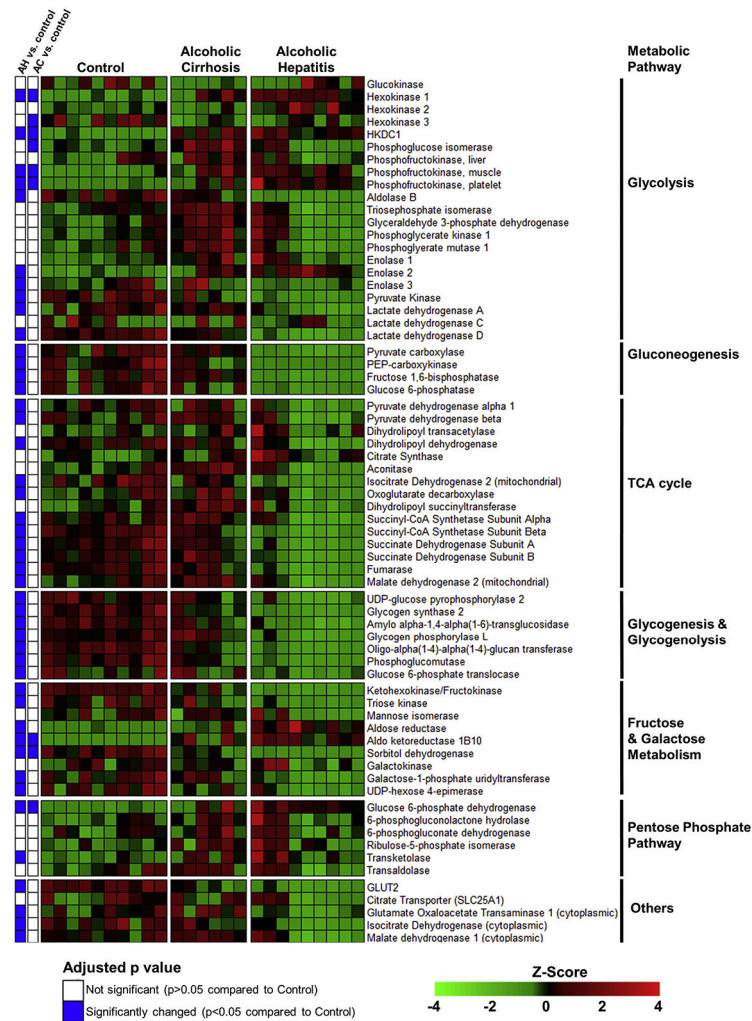 AH vs. control
AC vs. control
Control
Alcoholic
Cirrhosis
Alcoholic
Hepatitis
Metabolic
Pathway
Glucokinase
Hexokinase 1
Hexokinase 2
Hexokinase 3
HKDC1
Phosphoglucose isomerase
Phosphofructokinase, liver
Phosphofructokinase, muscle
Phosphofructokinase, platelet
Aldolase B
Triosephosphate isomerase
Glyceraldehyde 3-phosphate dehydrogenase
Phosphoglycerate kinase 1
Phosphoglyerate mutase 1
Enolase 1
Enolase 2
Enolase 3
Pyruvate Kinase
Lactate dehydrogenase A
Lactate dehydrogenase C
Lactate dehydrogenase D
Glycolysis
Pyruvate carboxylase
PEP-carboxykinase
Fructose 1,6-bisphosphatase
Glucose 6-phosphatase
Gluconeogenesis
Pyruvate dehydrogenase alpha 1
Pyruvate dehydrogenase beta
Dihydrolipoyl transacetylase
Dihydrolipoyl dehydrogenase
Citrate Synthase
Aconitase
Isocitrate Dehydrogenase 2 (mitochondrial)
Oxoglutarate decarboxylase
Dihydrolipoyl succinyltransferase
Succinyl-CoA Synthetase Subunit Alpha
Succinyl-CoA Synthetase Subunit Beta
Succinate Dehydrogenase Subunit A
Succinate Dehydrogenase Subunit B
Fumarase
Malate dehydrogenase 2 (mitochondrial)
TCA cycle
UDP-glucose pyrophosphorylase 2
Glycogen synthase 2
Amylo alpha-1,4-alpha(1-6)-transglucosidase
Glycogen phosphorylase L
Oligo-alpha(1-4)-alpha(1-4)-glucan transferase
Phosphoglucomutase
Glucose 6-phosphate translocase
Glycogenesis &
Glycogenolysis
Ketohexokinase/Fructokinase
Triose kinase
Mannose isomerase
Aldose reductase
Aldo ketoreductase 1B10
Sorbitol dehydrogenase
Galactokinase
Galactose-1-phosphate uridyltransferase
UDP-hexose 4-epimerase
Fructose
& Galactose
Metabolism
Glucose 6-phosphate dehydrogenase
6-phosphogluconolactone hydrolase
6-phosphogluconate dehydrogenase
Ribulose-5-phosphate isomerase
Transketolase
Transaldolase
Pentose Phosphate
Pathway
GLUT2
Citrate Transporter (SLC25A1)
Glutamate Oxaloacetate Transaminase 1 (cytoplasmic)
Isocitrate Dehydrogenase (cytoplasmic)
Malate dehydrogenase 1 (cytoplasmic)
Others
Adjusted p value
Not significant (p>0.05 compared to Control)
Significantly changed (p<0.05 compared to Control)
Z-Score
-4 -2 0 2 4